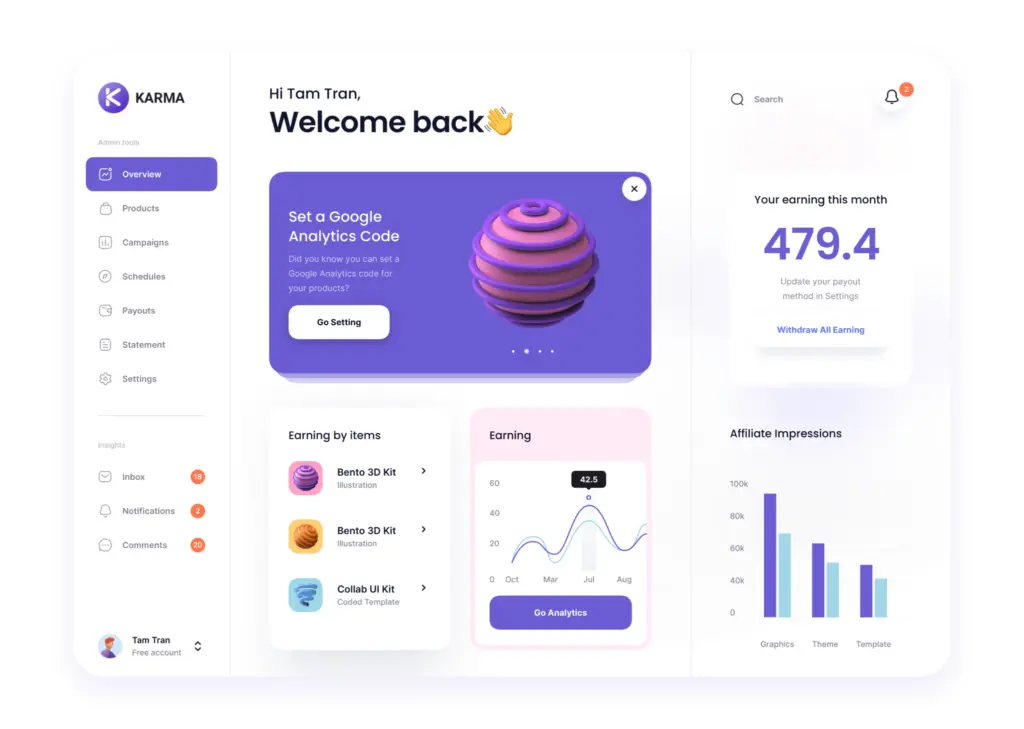 KARMA
Admin tools
Overview
Products
Campaigns
Schedules
Payouts
Statement
Settings
Insights
Inbox
18
Notifications
2
Comments
20
Tam Tran
Free account
Hi Tam Tran,
Welcome back👋
Set a Google
Analytics Code
Did you know you can set a
Google Analytics code for
your products?
Go Setting
Earning by items
Bento 3D Kit
Illustration
Bento 3D Kit
Illustration
Collab UI Kit
Coded Template
Earning
42.5
60
40
20
0
Oct
Mar
Jul
Aug
Go Analytics
Search
2
Your earning this month
479.4
Update your payout
method in Settings
Withdraw All Earning
Affiliate Impressions
100k
80k
60k
40k
0
Graphics
Theme
Template